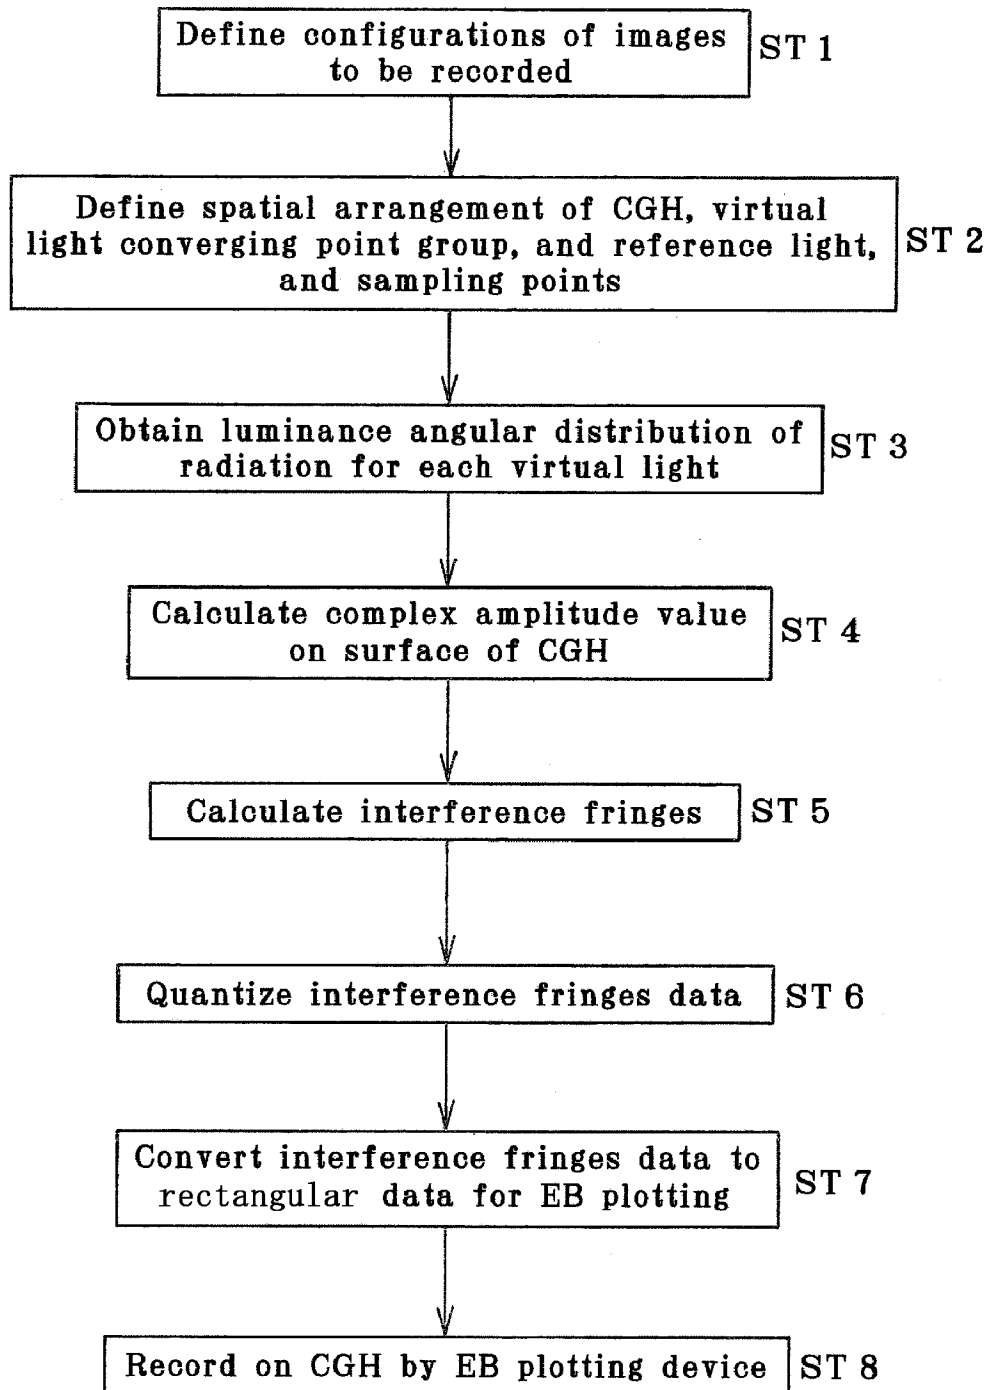 Define configurations of images
to be recorded
ST 1
Define spatial arrangement of CGH, virtual
light converging point group, and reference light,
and sampling points
ST 2
Obtain luminance angular distribution of
radiation for each virtual light
ST 3
Calculate complex amplitude value
on surface of CGH
ST 4
Calculate interference fringes
ST 5
Quantize interference fringes data
ST 6
Convert interference fringes data to
rectangular data for EB plotting
ST 7
Record on CGH by EB plotting device
ST 8